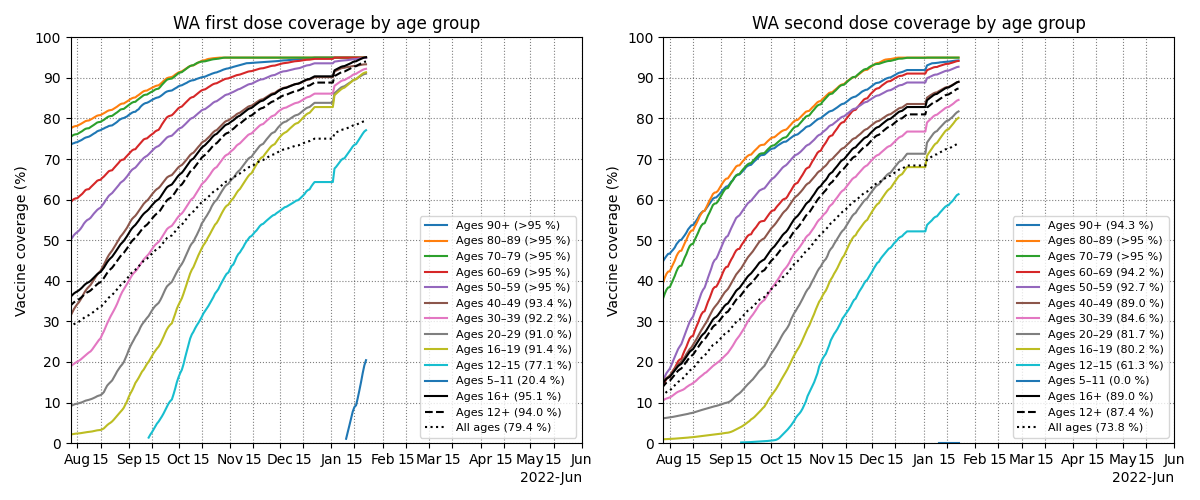 WA first dose coverage by age group
Vaccine coverage (%)
100
90
80
70
60
50
40
30
20
10
0
Ages 90+ (>95 %)
Ages 80–89 (>95 %)
Ages 70–79 (>95 %)
Ages 60–69 (>95 %)
Ages 50–59 (>95 %)
Ages 40–49 (93.4 %)
Ages 30–39 (92.2 %)
Ages 20–29 (91.0 %)
Ages 16–19 (91.4 %)
Ages 12–15 (77.1 %)
Ages 5–11 (20.4 %)
Ages 16+ (95.1 %)
Ages 12+ (94.0 %)
All ages (79.4 %)
Aug 15 Sep 15 Oct 15 Nov 15 Dec 15 Jan 15 Feb 15 Mar 15 Apr 15 May 15 Jun
2022-Jun
WA second dose coverage by age group
Vaccine coverage (%)
100
90
80
70
60
50
40
30
20
10
0
Ages 90+ (94.3 %)
Ages 80–89 (>95 %)
Ages 70–79 (>95 %)
Ages 60–69 (94.2 %)
Ages 50–59 (92.7 %)
Ages 40–49 (89.0 %)
Ages 30–39 (84.6 %)
Ages 20–29 (81.7 %)
Ages 16–19 (80.2 %)
Ages 12–15 (61.3 %)
Ages 5–11 (0.0 %)
Ages 16+ (89.0 %)
Ages 12+ (87.4 %)
All ages (73.8 %)
Aug 15 Sep 15 Oct 15 Nov 15 Dec 15 Jan 15 Feb 15 Mar 15 Apr 15 May 15 Jun
2022-Jun